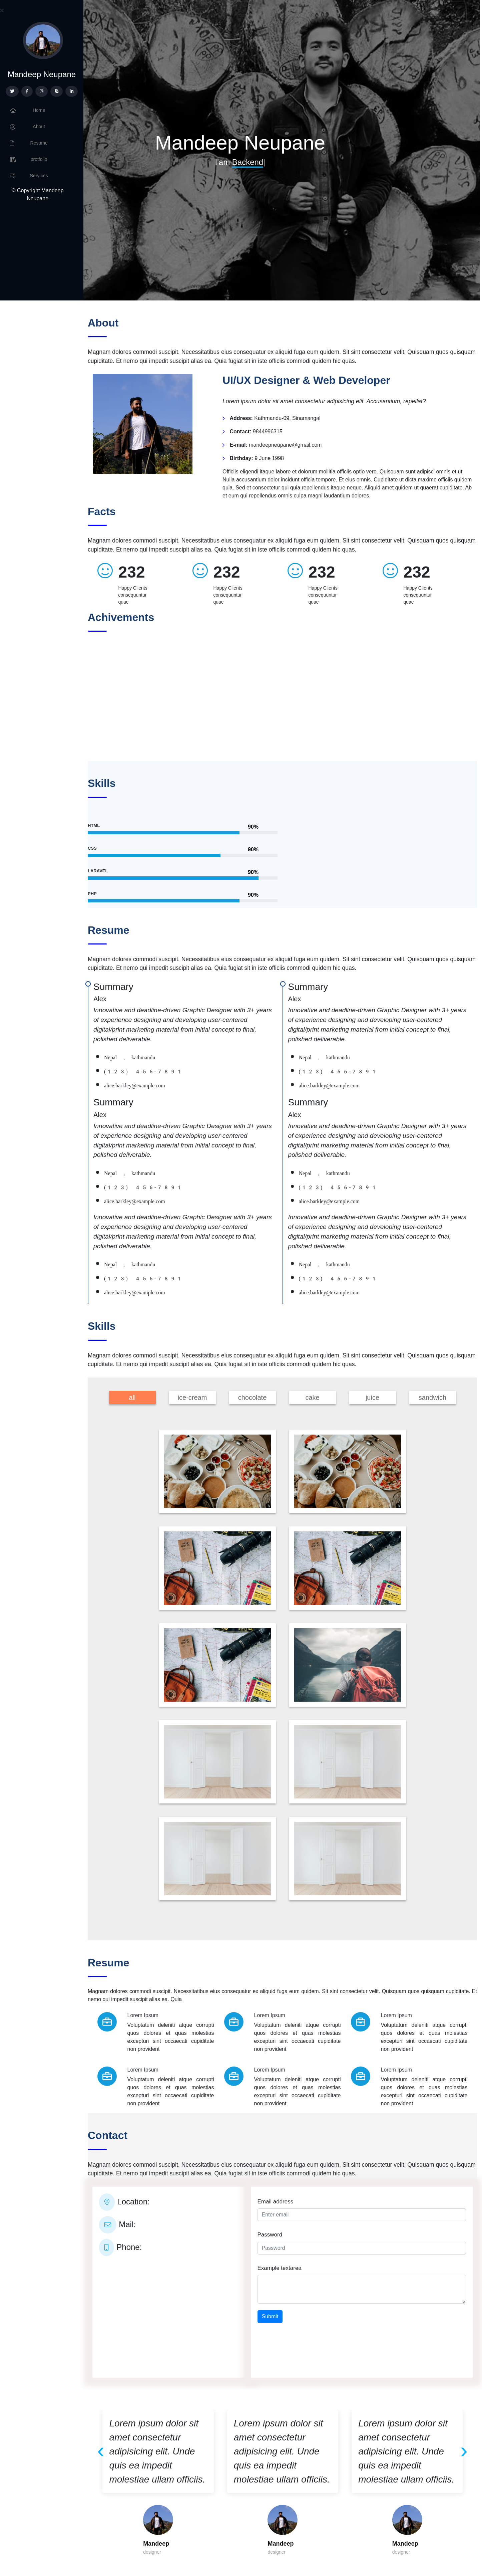 Mandeep Neupane
Home
About
Resume
protfolio
Services
© Copyright Mandeep
Neupane
Mandeep Neupane
I'am Backend|
About
Magnam dolores commodi suscipit. Necessitatibus eius consequatur ex aliquid fuga eum quidem. Sit sint consectetur velit. Quisquam quos quisquam
cupiditate. Et nemo qui impedit suscipit alias ea. Quia fugiat sit in iste officiis commodi quidem hic quas.
UI/UX Designer & Web Developer
Lorem ipsum dolor sit amet consectetur adipisicing elit. Accusantium, repellat?
Address: Kathmandu-09, Sinamangal
Contact: 9844996315
E-mail: mandeepneupane@gmail.com
Birthday: 9 June 1998
Officiis eligendi itaque labore et dolorum mollitia officiis optio vero. Quisquam sunt adipisci omnis et ut.
Nulla accusantium dolor incidunt officia tempore. Et eius omnis. Cupiditate ut dicta maxime officiis quidem
quia. Sed et consectetur qui quia repellendus itaque neque. Aliquid amet quidem ut quaerat cupiditate. Ab
et eum qui repellendus omnis culpa magni laudantium dolores.
Facts
Magnam dolores commodi suscipit. Necessitatibus eius consequatur ex aliquid fuga eum quidem. Sit sint consectetur velit. Quisquam quos quisquam
cupiditate. Et nemo qui impedit suscipit alias ea. Quia fugiat sit in iste officiis commodi quidem hic quas.
232 232 232 232
Happy Clients Happy Clients Happy Clients Happy Clients
consequuntur consequuntur consequuntur consequuntur
quae quae quae quae
Achivements
Skills
HTML 90%
CSS 90%
LARAVEL 90%
PHP 90%
Resume
Magnam dolores commodi suscipit. Necessitatibus eius consequatur ex aliquid fuga eum quidem. Sit sint consectetur velit. Quisquam quos quisquam
cupiditate. Et nemo qui impedit suscipit alias ea. Quia fugiat sit in iste officiis commodi quidem hic quas.
Summary
Alex
Innovative and deadline-driven Graphic Designer with 3+ years
of experience designing and developing user-centered
digital/print marketing material from initial concept to final,
polished deliverable.
Nepal , kathmandu
(123) 456-7891
alice.barkley@example.com
Summary
Alex
Innovative and deadline-driven Graphic Designer with 3+ years
of experience designing and developing user-centered
digital/print marketing material from initial concept to final,
polished deliverable.
Nepal , kathmandu
(123) 456-7891
alice.barkley@example.com
Innovative and deadline-driven Graphic Designer with 3+ years
of experience designing and developing user-centered
digital/print marketing material from initial concept to final,
polished deliverable.
Nepal , kathmandu
(123) 456-7891
alice.barkley@example.com
Summary
Alex
Innovative and deadline-driven Graphic Designer with 3+ years
of experience designing and developing user-centered
digital/print marketing material from initial concept to final,
polished deliverable.
Nepal , kathmandu
(123) 456-7891
alice.barkley@example.com
Summary
Alex
Innovative and deadline-driven Graphic Designer with 3+ years
of experience designing and developing user-centered
digital/print marketing material from initial concept to final,
polished deliverable.
Nepal , kathmandu
(123) 456-7891
alice.barkley@example.com
Innovative and deadline-driven Graphic Designer with 3+ years
of experience designing and developing user-centered
digital/print marketing material from initial concept to final,
polished deliverable.
Nepal , kathmandu
(123) 456-7891
alice.barkley@example.com
Skills
Magnam dolores commodi suscipit. Necessitatibus eius consequatur ex aliquid fuga eum quidem. Sit sint consectetur velit. Quisquam quos quisquam
cupiditate. Et nemo qui impedit suscipit alias ea. Quia fugiat sit in iste officiis commodi quidem hic quas.
all ice-cream chocolate cake juice sandwich
Resume
Magnam dolores commodi suscipit. Necessitatibus eius consequatur ex aliquid fuga eum quidem. Sit sint consectetur velit. Quisquam quos quisquam cupiditate. Et
nemo qui impedit suscipit alias ea. Quia
Lorem Ipsum
Voluptatum deleniti atque corrupti
quos dolores et quas molestias
excepturi sint occaecati cupiditate
non provident
Lorem Ipsum
Voluptatum deleniti atque corrupti
quos dolores et quas molestias
excepturi sint occaecati cupiditate
non provident
Lorem Ipsum
Voluptatum deleniti atque corrupti
quos dolores et quas molestias
excepturi sint occaecati cupiditate
non provident
Lorem Ipsum
Voluptatum deleniti atque corrupti
quos dolores et quas molestias
excepturi sint occaecati cupiditate
non provident
Lorem Ipsum
Voluptatum deleniti atque corrupti
quos dolores et quas molestias
excepturi sint occaecati cupiditate
non provident
Lorem Ipsum
Voluptatum deleniti atque corrupti
quos dolores et quas molestias
excepturi sint occaecati cupiditate
non provident
Contact
Magnam dolores commodi suscipit. Necessitatibus eius consequatur ex aliquid fuga eum quidem. Sit sint consectetur velit. Quisquam quos quisquam
cupiditate. Et nemo qui impedit suscipit alias ea. Quia fugiat sit in iste officiis commodi quidem hic quas.
Location:
Mail:
Phone:
Email address
Enter email
Password
Password
Example textarea
Submit
Lorem ipsum dolor sit
amet consectetur
adipisicing elit. Unde
quis ea impedit
molestiae ullam officiis.
Lorem ipsum dolor sit
amet consectetur
adipisicing elit. Unde
quis ea impedit
molestiae ullam officiis.
Lorem ipsum dolor sit
amet consectetur
adipisicing elit. Unde
quis ea impedit
molestiae ullam officiis.
Mandeep Mandeep Mandeep
designer designer designer